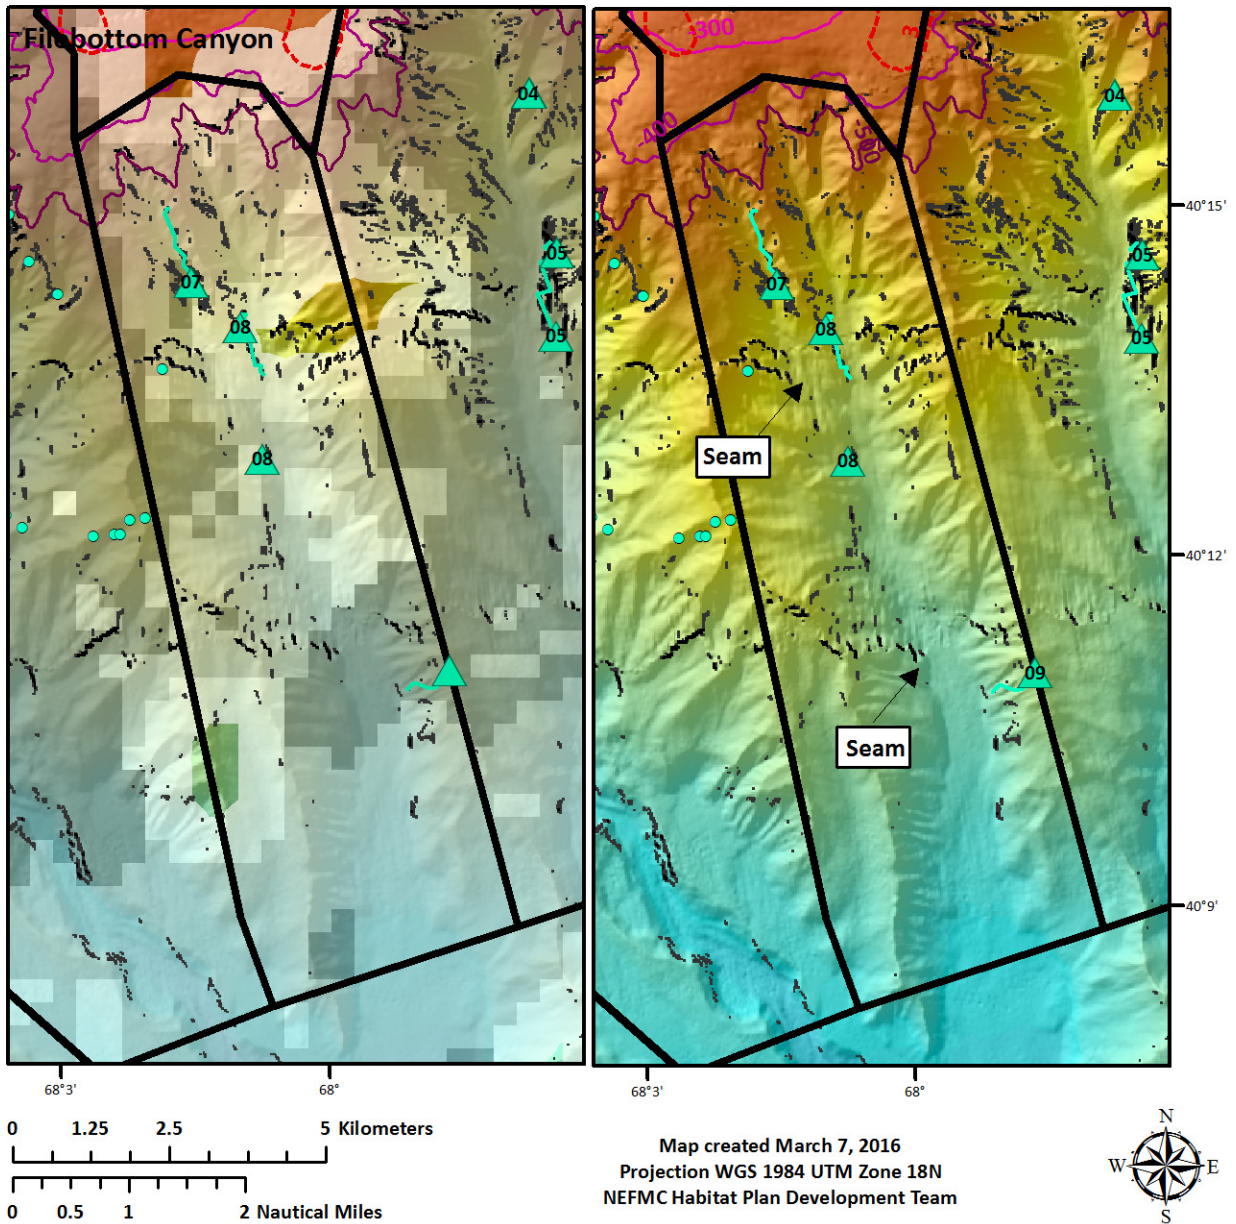 Filebottom Canyon
04
05
05
07
08
08
-300
3
-400
-500
04
05
05
07
08
Seam
08
09
Seam
40°15'
40°12'
40°9'
68°3'
68°
68°3'
68°
0 1.25 2.5 5 Kilometers
0 0.5 1 2 Nautical Miles
Map created March 7, 2016
Projection WGS 1984 UTM Zone 18N
NEFMC Habitat Plan Development Team
N
W E
S